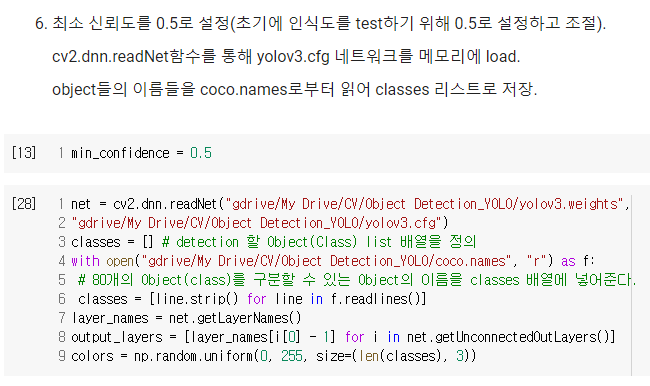 6. 최소 신뢰도를 0.5로 설정(초기에 인식도를 test하기 위해 0.5로 설정하고 조절).
cv2.dnn.readNet함수를 통해 yolov3.cfg 네트워크를 메모리에 load.
object들의 이름들을 coco.names로부터 읽어 classes 리스트로 저장.
[13] 1 min_confidence = 0.5
[28] 1 net = cv2.dnn.readNet("gdrive/My Drive/CV/Object Detection_YOLO/yolov3.weights",
2 "gdrive/My Drive/CV/Object Detection_YOLO/yolov3.cfg")
3 classes = [] # detection 할 Object(Class) list 배열을 정의
4 with open("gdrive/My Drive/CV/Object Detection_YOLO/coco.names", "r") as f:
5 # 80개의 Object(class)를 구분할 수 있는 Object의 이름을 classes 배열에 넣어준다.
6 classes = [line.strip() for line in f.readlines()]
7 layer_names = net.getLayerNames()
8 output_layers = [layer_names[i[0] - 1] for i in net.getUnconnectedOutLayers()]
9 colors = np.random.uniform(0, 255, size=(len(classes), 3))